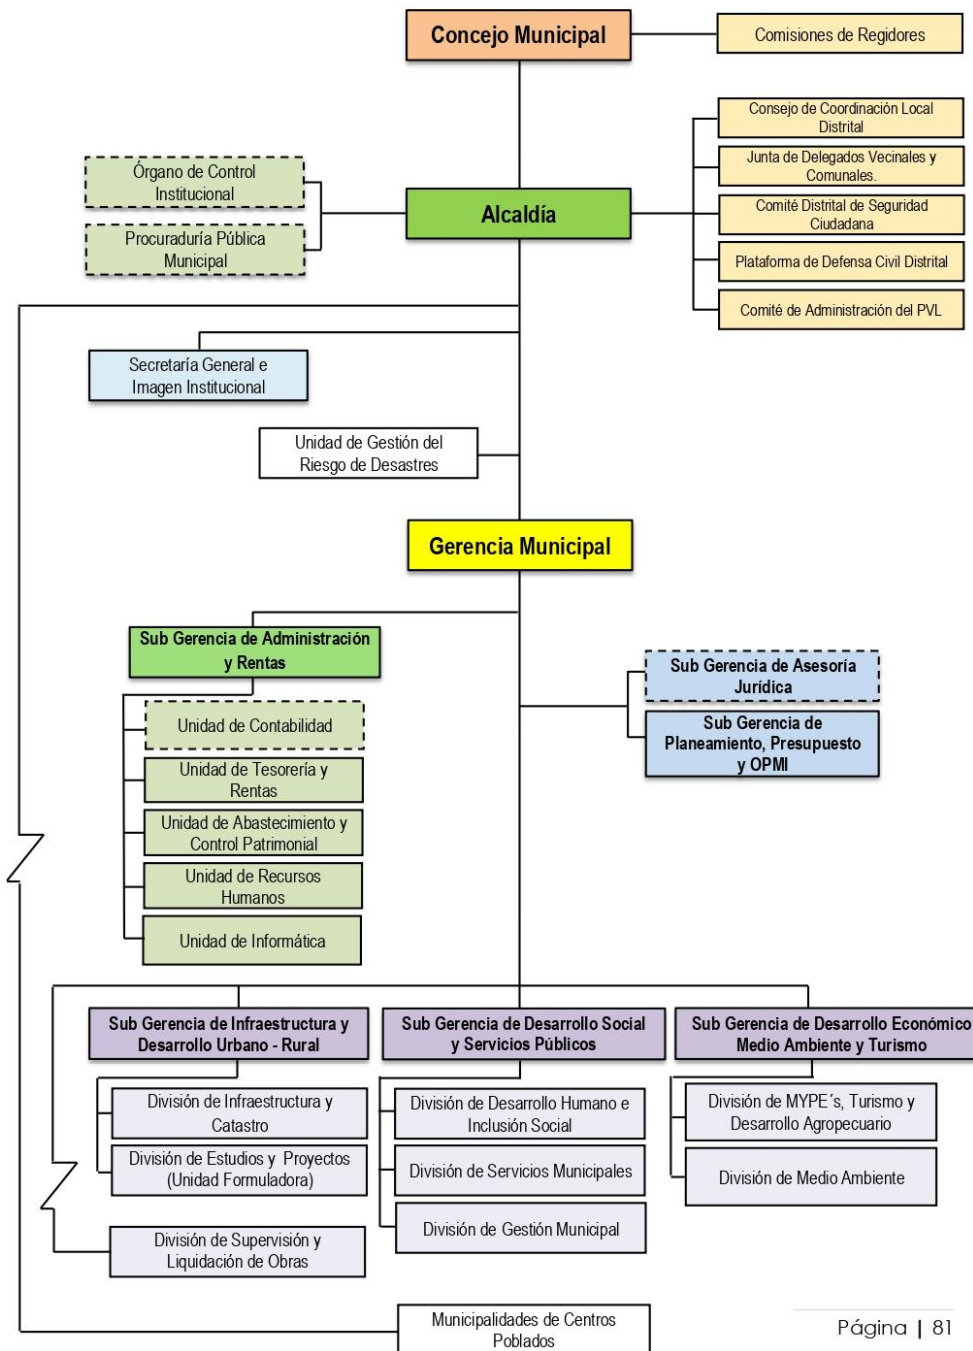 Concejo Municipal
Comisiones de Regidores
Consejo de Coordinación Local
Distrital
Junta de Delegados Vecinales y
Comunales.
Comité Distrital de Seguridad
Ciudadana
Plataforma de Defensa Civil Distrital
Comité de Administración del PVL
Órgano de Control
Institucional
Procuraduría Pública
Municipal
Alcaldía
Secretaría General e
Imagen Institucional
Unidad de Gestión del
Riesgo de Desastres
Gerencia Municipal
Sub Gerencia de Administración
y Rentas
Unidad de Contabilidad
Unidad de Tesorería y
Rentas
Unidad de Abastecimiento y
Control Patrimonial
Unidad de Recursos
Humanos
Unidad de Informática
Sub Gerencia de Asesoría
Jurídica
Sub Gerencia de
Planeamiento, Presupuesto
y OPMI
Sub Gerencia de Infraestructura y
Desarrollo Urbano - Rural
División de Infraestructura y
Catastro
División de Estudios y Proyectos
(Unidad Formuladora)
División de Supervisión y
Liquidación de Obras
Sub Gerencia de Desarrollo Social
y Servicios Públicos
División de Desarrollo Humano e
Inclusión Social
División de Servicios Municipales
División de Gestión Municipal
Sub Gerencia de Desarrollo Económico
Medio Ambiente y Turismo
División de MYPE´s, Turismo y
Desarrollo Agropecuario
División de Medio Ambiente
Municipalidades de Centros
Poblados
Página | 81